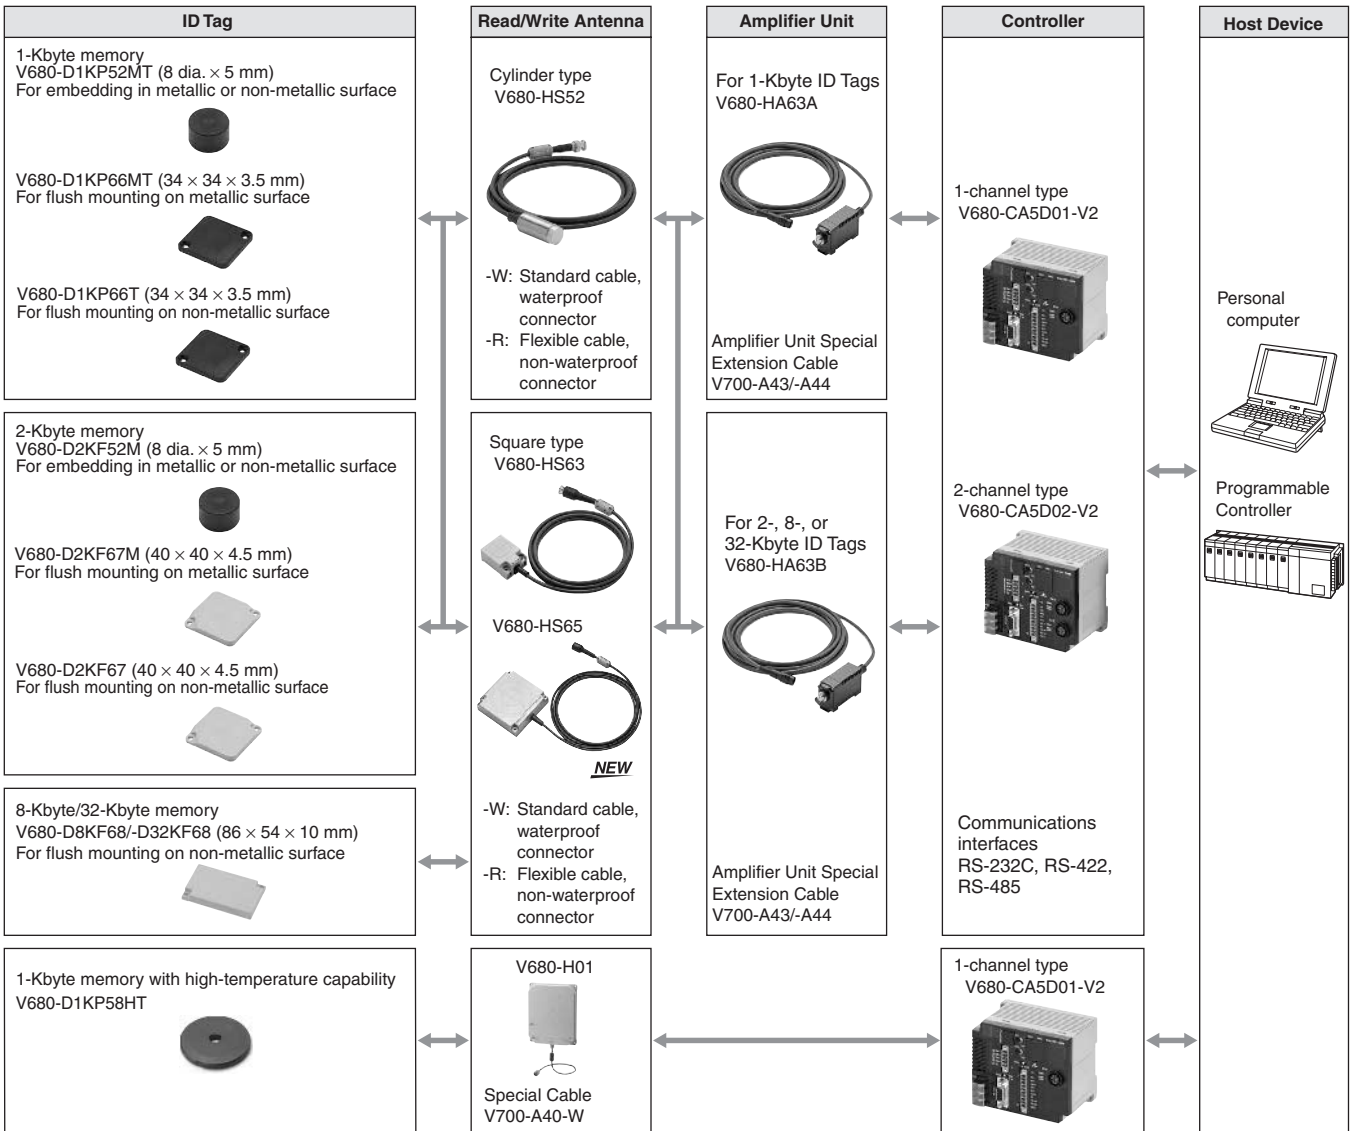 ID Tag
1-Kbyte memory
V680-D1KP52MT (8 dia. × 5 mm)
For embedding in metallic or non-metallic surface
V680-D1KP66MT (34 × 34 × 3.5 mm)
For flush mounting on metallic surface
V680-D1KP66T (34 × 34 × 3.5 mm)
For flush mounting on non-metallic surface
2-Kbyte memory
V680-D2KF52M (8 dia. × 5 mm)
For embedding in metallic or non-metallic surface
V680-D2KF67M (40 × 40 × 4.5 mm)
For flush mounting on metallic surface
V680-D2KF67 (40 × 40 × 4.5 mm)
For flush mounting on non-metallic surface
8-Kbyte/32-Kbyte memory
V680-D8KF68/-D32KF68 (86 × 54 × 10 mm)
For flush mounting on non-metallic surface
1-Kbyte memory with high-temperature capability
V680-D1KP58HT
Read/Write Antenna
Cylinder type
V680-HS52
-W: Standard cable,
waterproof
connector
-R: Flexible cable,
non-waterproof
connector
Square type
V680-HS63
V680-HS65
NEW
-W: Standard cable,
waterproof
connector
-R: Flexible cable,
non-waterproof
connector
V680-H01
Special Cable
V700-A40-W
Amplifier Unit
For 1-Kbyte ID Tags
V680-HA63A
Amplifier Unit Special
Extension Cable
V700-A43/-A44
For 2-, 8-, or
32-Kbyte ID Tags
V680-HA63B
Amplifier Unit Special
Extension Cable
V700-A43/-A44
Controller
1-channel type
V680-CA5D01-V2
2-channel type
V680-CA5D02-V2
Communications
interfaces
RS-232C, RS-422,
RS-485
1-channel type
V680-CA5D01-V2
Host Device
Personal
computer
Programmable
Controller